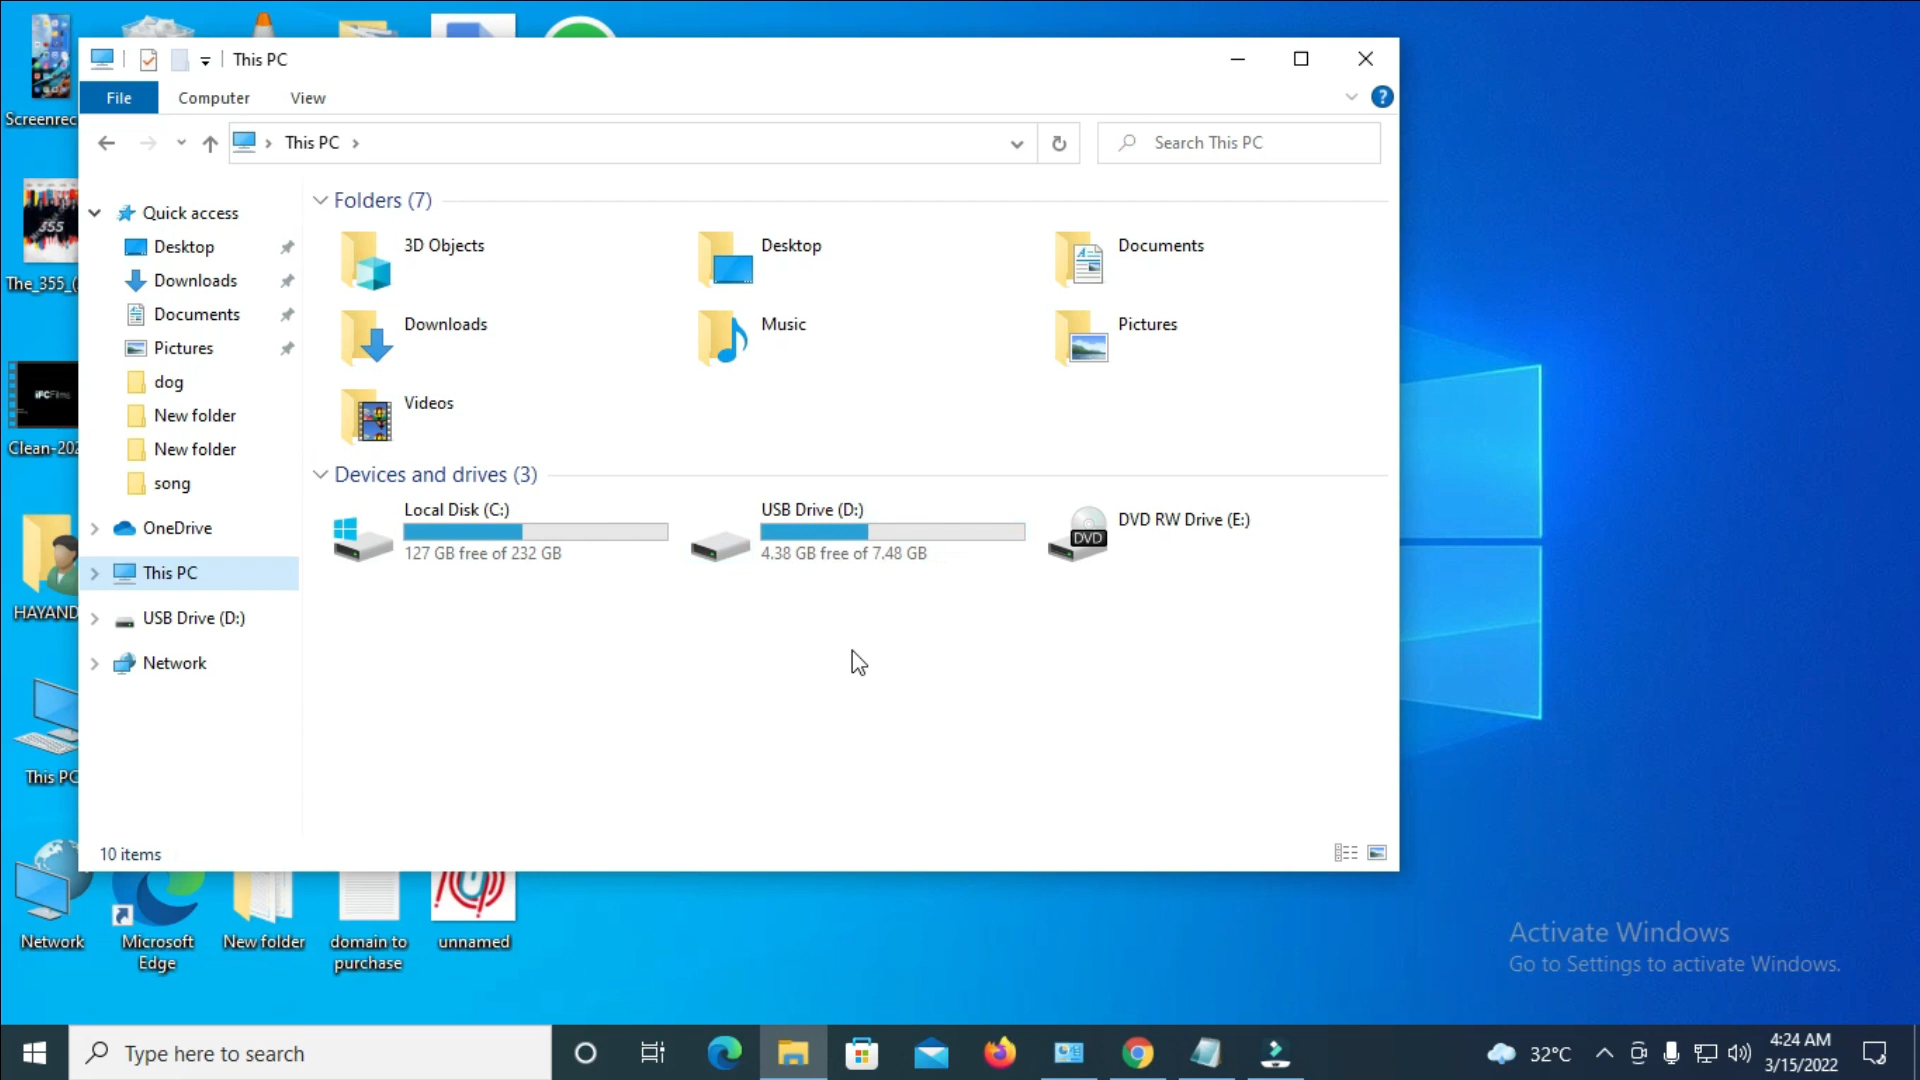 This PC
File
Computer
View
?
This PC
Search This PC
Quick access
Desktop
Downloads
Documents
Pictures
dog
New folder
New folder
song
OneDrive
This PC
USB Drive (D:)
Network
Folders (7)
3D Objects
Desktop
Documents
Downloads
Music
Pictures
Videos
Devices and drives (3)
Local Disk (C:)
127 GB free of 232 GB
USB Drive (D:)
4.38 GB free of 7.48 GB
DVD
DVD RW Drive (E:)
10 items
Screenrec
355
The_355_(
iFCFilms
Clean-202
HAYAND
This PC
Network
Microsoft
Edge
New folder
domain to
purchase
unnamed
Activate Windows
Go to Settings to activate Windows.
Type here to search
32°C
4:24 AM
3/15/2022